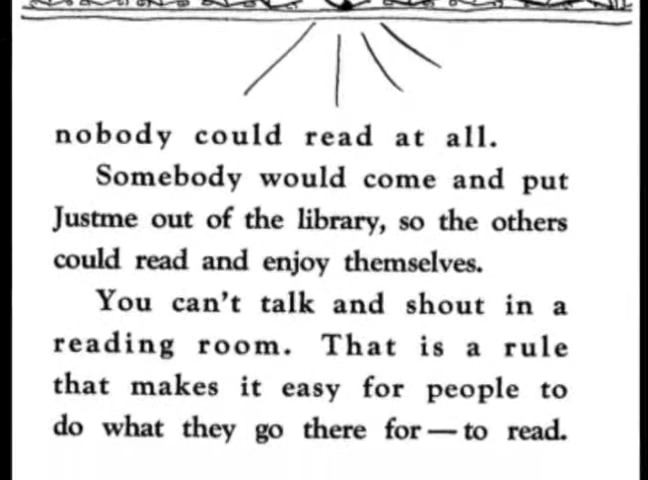 nobody could read at all.
Somebody would come and put
Justme out of the library, so the others
could read and enjoy themselves.
You can't talk and shout in a
reading room. That is a rule
that makes it easy for people to
do what they go there for — to read.